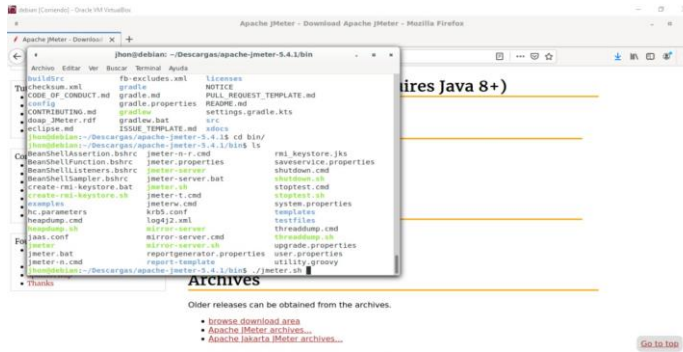 debian [Corriendo] - Oracle VM VirtualBox
Apache JMeter - Download Apache JMeter - Mozilla Firefox
Apache JMeter - Downloa
jhon@debian: ~/Descargas/apache-jmeter-5.4.1/bin
Archivo Editar Ver Buscar Terminal Ayuda
buildSrc fb-excludes.xml licenses
checksum.xml gradle NOTICE
CODE_OF_CONDUCT.md gradle.md PULL_REQUEST_TEMPLATE.md
config gradle.properties README.md
CONTRIBUTING.md gradlew settings.gradle.kts
doap_JMeter.rdf gradlew.bat src
eclipse.md ISSUE_TEMPLATE.md xdocs
jhon@debian:~/Descargas/apache-jmeter-5.4.1$ cd bin/
jhon@debian:~/Descargas/apache-jmeter-5.4.1/bin$ ls
BeanShellAssertion.bshrc jmeter-n-r.cmd rmi_keystore.jks
BeanShellFunction.bshrc jmeter.properties saveservice.properties
BeanShellListeners.bshrc jmeter-server shutdown.cmd
BeanShellSampler.bshrc jmeter-server.bat shutdown.sh
create-rmi-keystore.bat jmeter.sh stoptest.cmd
create-rmi-keystore.sh jmeter-t.cmd stoptest.sh
examples jmeterw.cmd system.properties
hc.parameters krb5.conf templates
heapdump.cmd log4j2.xml testfiles
heapdump.sh mirror-server threaddump.cmd
jaas.conf mirror-server.cmd threaddump.sh
jmeter mirror-server.sh upgrade.properties
jmeter.bat reportgenerator.properties user.properties
jmeter-n.cmd report-template utility.groovy
jhon@debian:~/Descargas/apache-jmeter-5.4.1/bin$ ./jmeter.sh
ires Java 8+)
Thanks
Archives
Older releases can be obtained from the archives.
browse download area
Apache JMeter archives...
Apache Jakarta JMeter archives...
Go to top